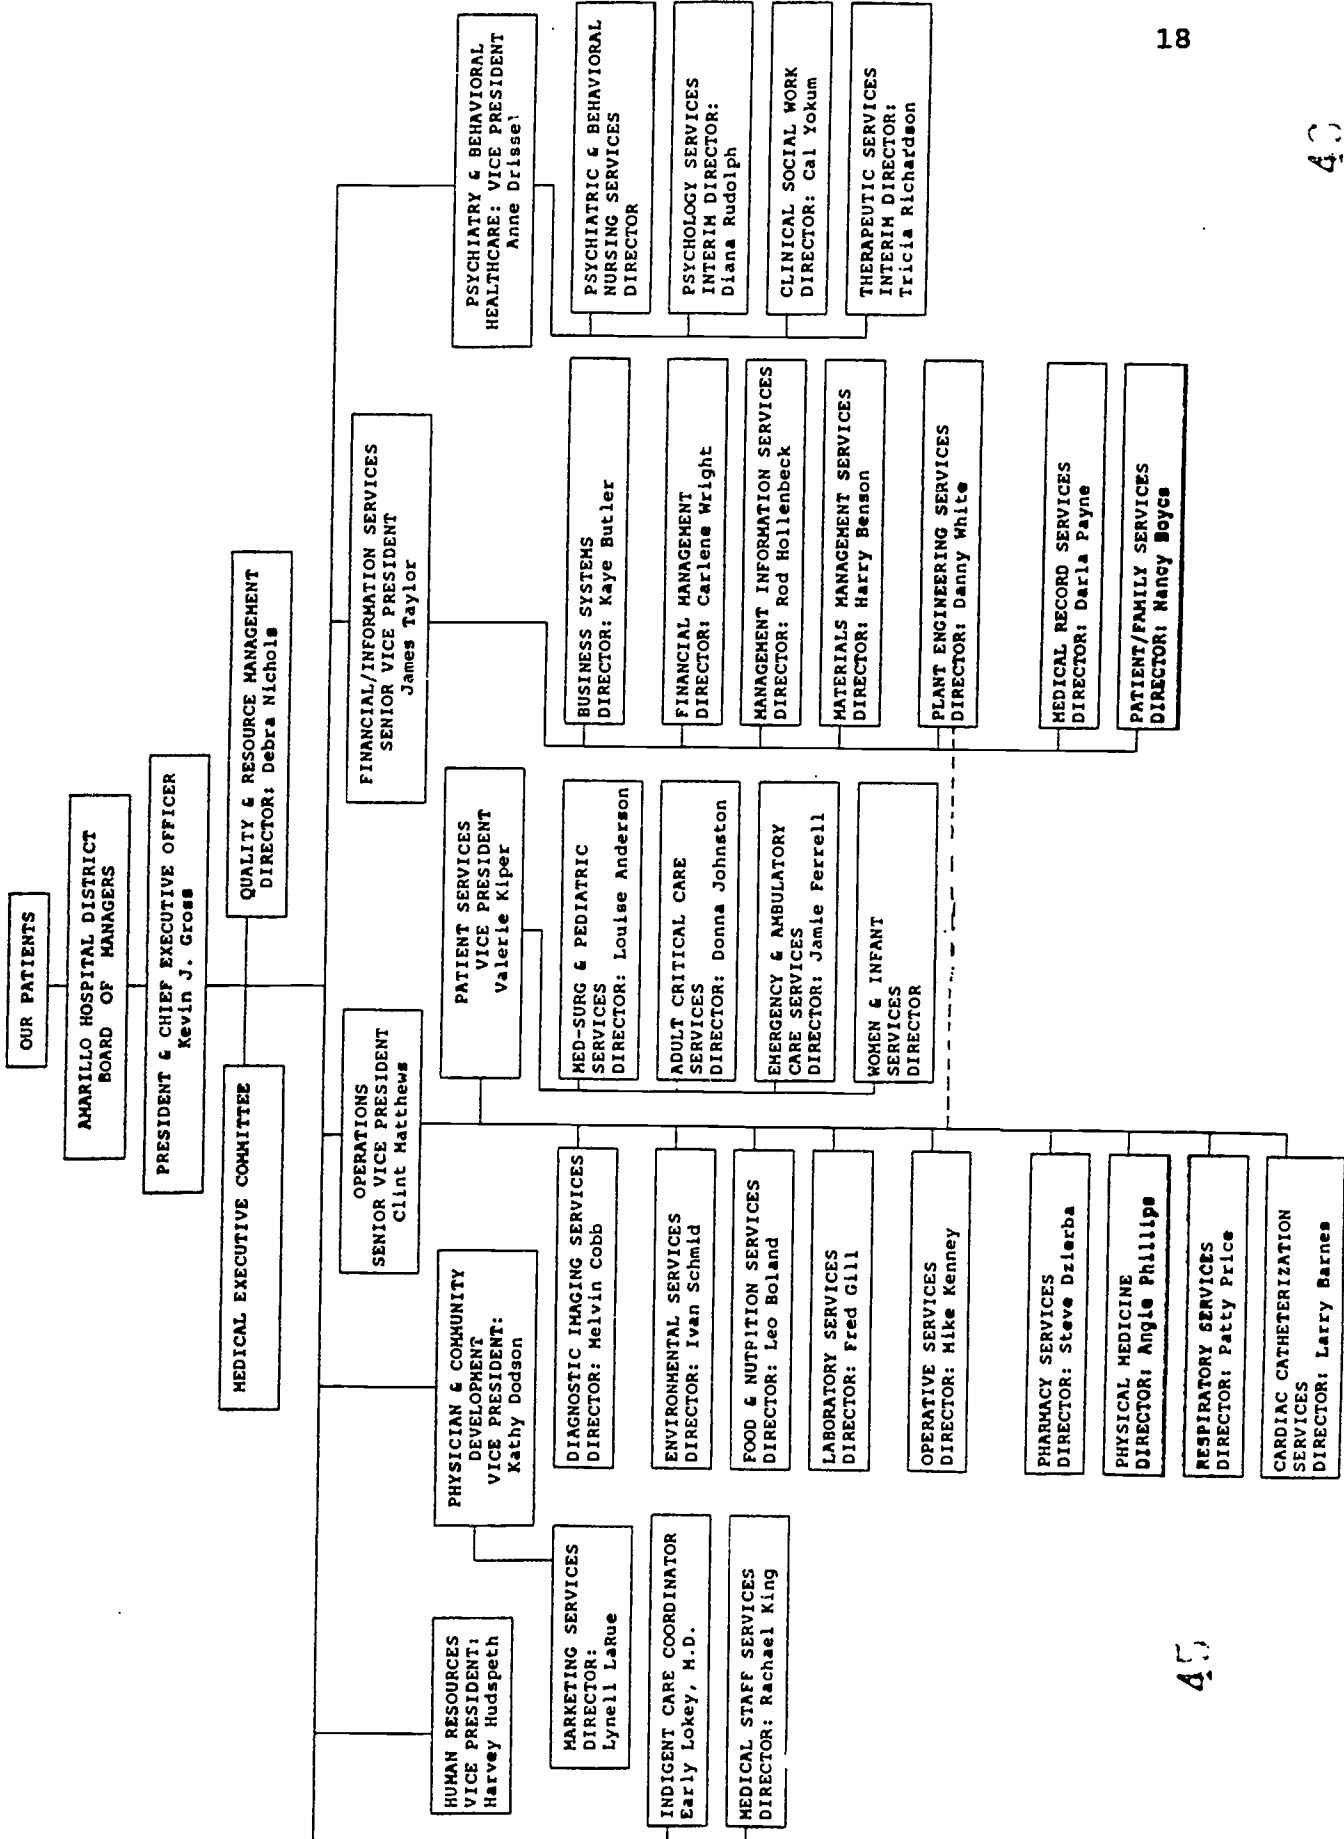 OUR PATIENTS
AMARILLO HOSPITAL DISTRICT
BOARD OF MANAGERS
PRESIDENT & CHIEF EXECUTIVE OFFICER
Kevin J. Gross
MEDICAL EXECUTIVE COMMITTEE
QUALITY & RESOURCE MANAGEMENT
DIRECTOR: Debra Nichols
HUMAN RESOURCES
VICE PRESIDENT:
Harvey Hudspeth
PHYSICIAN & COMMUNITY
DEVELOPMENT
VICE PRESIDENT:
Kathy Dodson
OPERATIONS
SENIOR VICE PRESIDENT
Clint Matthews
PATIENT SERVICES
VICE PRESIDENT
Valerie Kiper
FINANCIAL/INFORMATION SERVICES
SENIOR VICE PRESIDENT
James Taylor
PSYCHIATRY & BEHAVIORAL
HEALTHCARE: VICE PRESIDENT
Anne Drissel
INDIGENT CARE COORDINATOR
Early Lokey, M.D.
MEDICAL STAFF SERVICES
DIRECTOR: Rachael King
MARKETING SERVICES
DIRECTOR:
Lynell LaRue
DIAGNOSTIC IMAGING SERVICES
DIRECTOR: Melvin Cobb
ENVIRONMENTAL SERVICES
DIRECTOR: Ivan Schmid
FOOD & NUTRITION SERVICES
DIRECTOR: Leo Boland
LABORATORY SERVICES
DIRECTOR: Fred Gill
OPERATIVE SERVICES
DIRECTOR: Mike Kenney
PHARMACY SERVICES
DIRECTOR: Steve Dzierba
PHYSICAL MEDICINE
DIRECTOR: Angie Phillips
RESPIRATORY SERVICES
DIRECTOR: Patty Price
CARDIAC CATHETERIZATION
SERVICES
DIRECTOR: Larry Barnes
MED-SURG & PEDIATRIC
SERVICES
DIRECTOR: Louise Anderson
ADULT CRITICAL CARE
SERVICES
DIRECTOR: Donna Johnston
EMERGENCY & AMBULATORY
CARE SERVICES
DIRECTOR: Jamie Ferrell
WOMEN & INFANT
SERVICES
DIRECTOR
BUSINESS SYSTEMS
DIRECTOR: Kaye Butler
FINANCIAL MANAGEMENT
DIRECTOR: Carlene Wright
MANAGEMENT INFORMATION SERVICES
DIRECTOR: Rod Hollenbeck
MATERIALS MANAGEMENT SERVICES
DIRECTOR: Harry Benson
PLANT ENGINEERING SERVICES
DIRECTOR: Danny White
MEDICAL RECORD SERVICES
DIRECTOR: Darla Payne
PATIENT/FAMILY SERVICES
DIRECTOR: Nancy Boyce
PSYCHIATRIC & BEHAVIORAL
NURSING SERVICES
DIRECTOR
PSYCHOLOGY SERVICES
INTERIM DIRECTOR:
Diana Rudolph
CLINICAL SOCIAL WORK
DIRECTOR: Cal Yokum
THERAPEUTIC SERVICES
INTERIM DIRECTOR:
Tricia Richardson
18